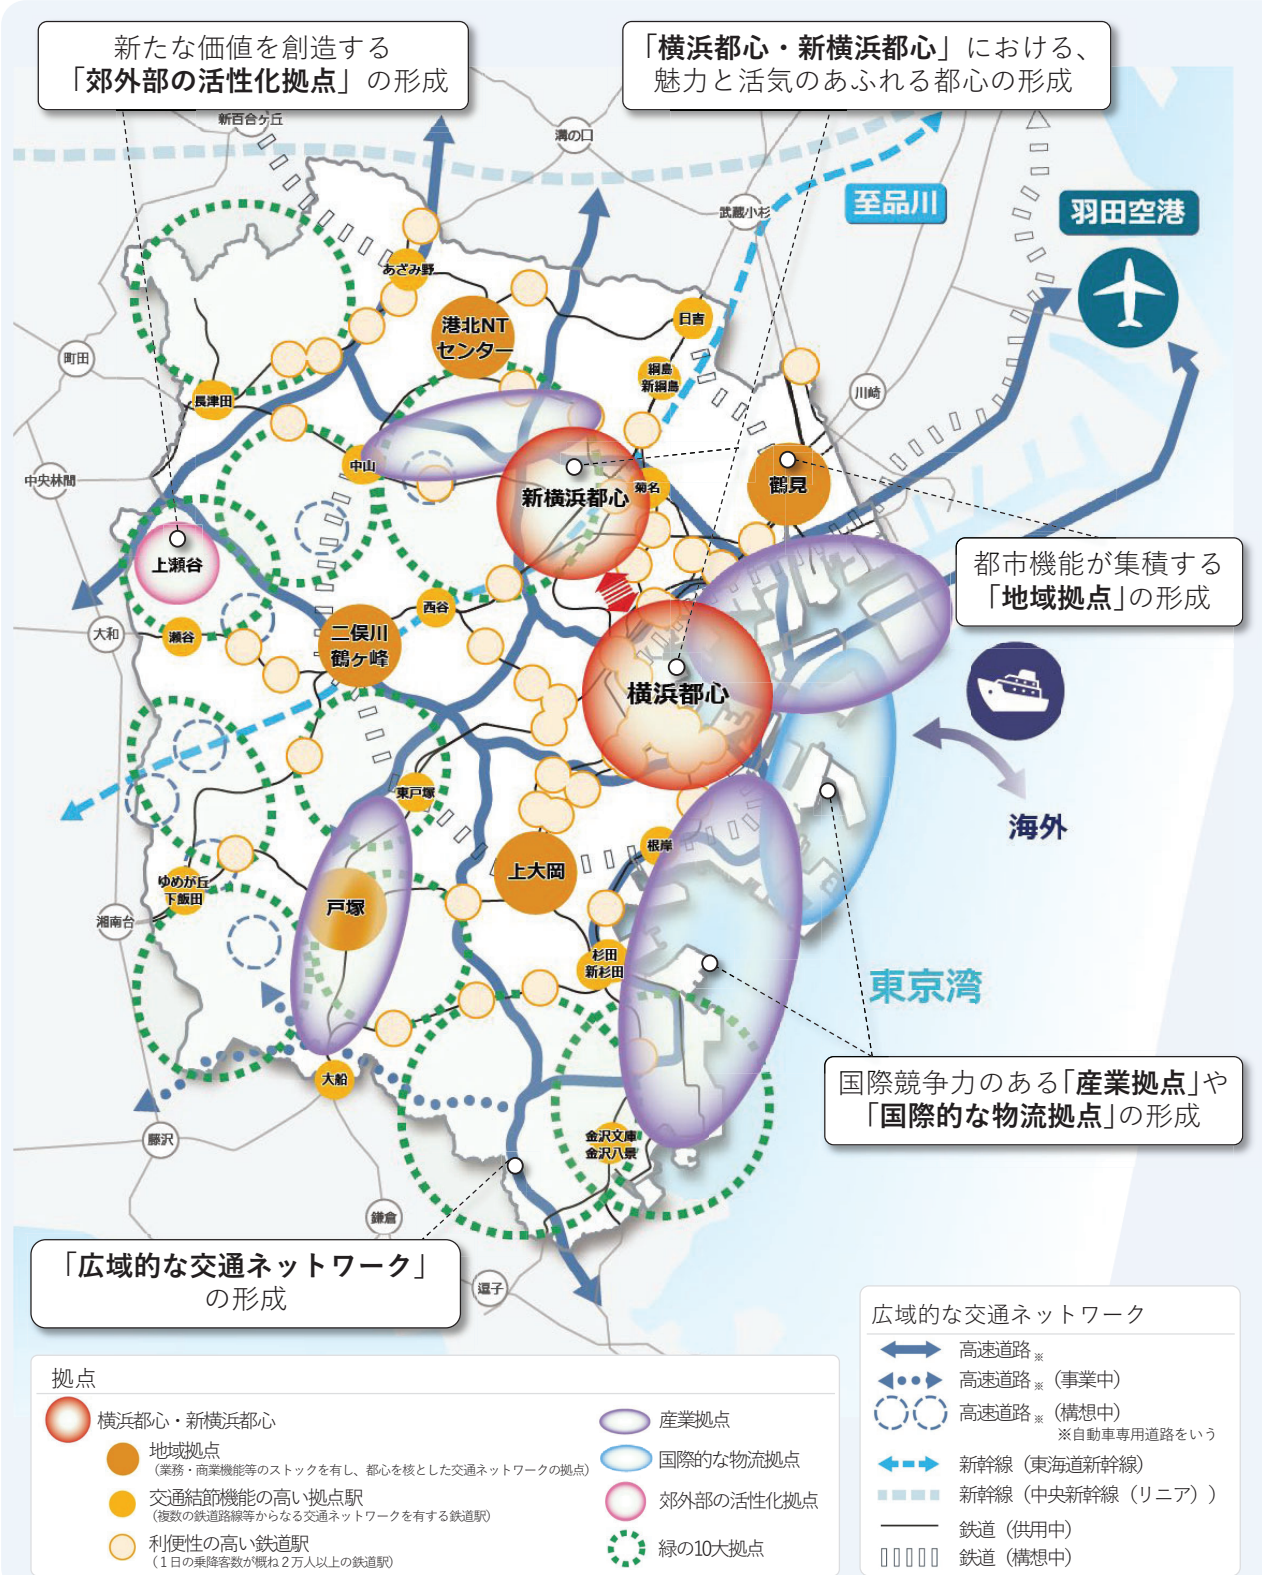 新たな価値を創造する
「郊外部の活性化拠点」の形成
「横浜都心・新横浜都心」における、
魅力と活気のあふれる都心の形成
新百合ヶ丘
溝の口
武蔵小杉
至品川
羽田空港
あざみ野
港北NT
センター
日吉
綱島
新綱島
町田
川崎
長津田
中山
中央林間
新横浜都心
菊名
鶴見
上瀬谷
都市機能が集積する
「地域拠点」の形成
大和
瀬谷
二俣川
鶴ヶ峰
西谷
横浜都心
東戸塚
海外
根岸
上大岡
ゆめが丘
下飯田
戸塚
湘南台
杉田
新杉田
東京湾
大船
国際競争力のある「産業拠点」や
「国際的な物流拠点」の形成
藤沢
金沢文庫
金沢八景
鎌倉
「広域的な交通ネットワーク」
の形成
逗子
拠点
横浜都心・新横浜都心
地域拠点
（業務・商業機能等のストックを有し、都心を核とした交通ネットワークの拠点）
交通結節機能の高い拠点駅
（複数の鉄道路線等からなる交通ネットワークを有する鉄道駅）
利便性の高い鉄道駅
（１日の乗降客数が概ね２万人以上の鉄道駅）
産業拠点
国際的な物流拠点
郊外部の活性化拠点
緑の10大拠点
広域的な交通ネットワーク
高速道路※
高速道路※（事業中）
高速道路※（構想中）
※自動車専用道路をいう
新幹線（東海道新幹線）
新幹線（中央新幹線（リニア））
鉄道（供用中）
鉄道（構想中）